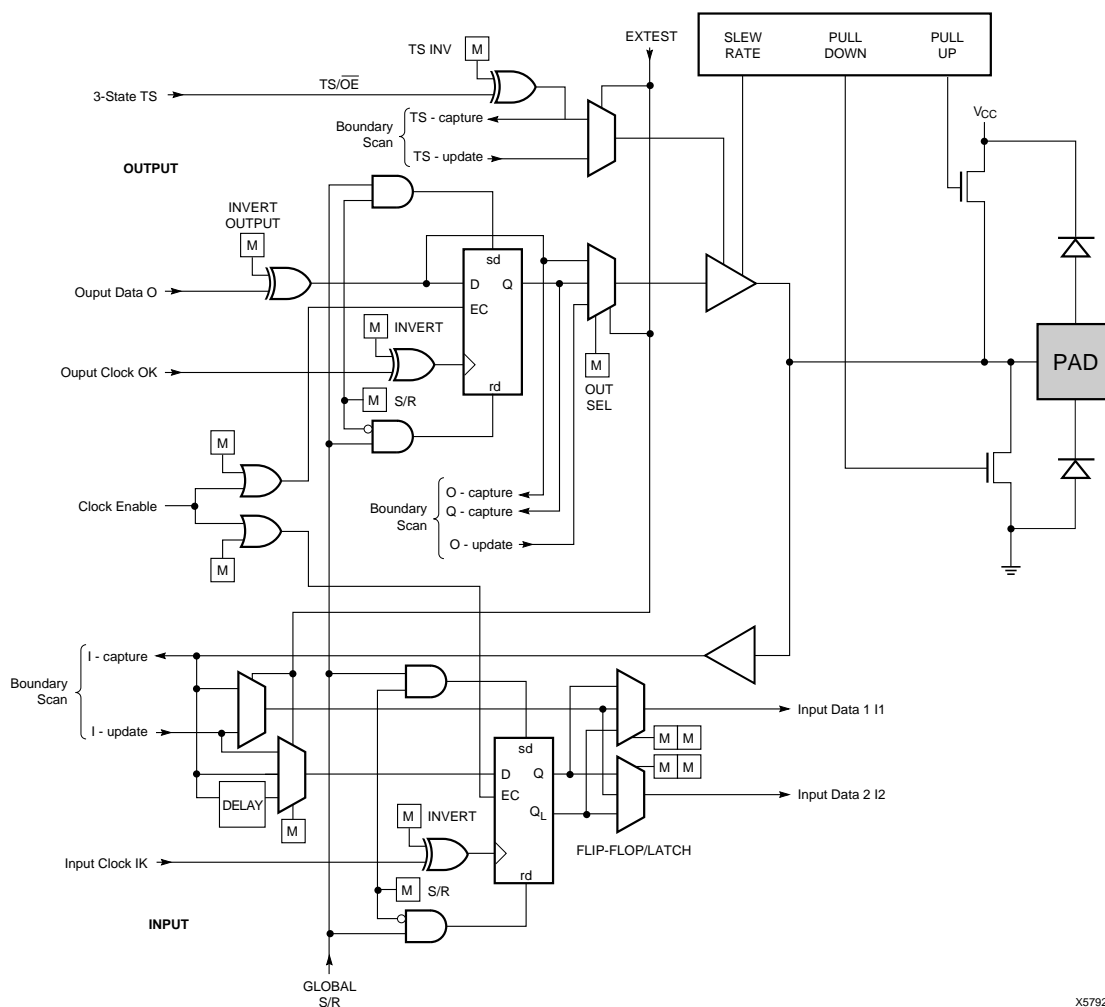 EXTEST
SLEW RATE
PULL DOWN
PULL UP
TS INV
M
TS/OE
3-State TS
TS - capture
Boundary Scan
TS - update
VCC
OUTPUT
INVERT OUTPUT
M
sd
D
Q
Ouput Data O
EC
M
INVERT
PAD
Ouput Clock OK
M
OUT SEL
rd
M
S/R
M
Clock Enable
O - capture
Q - capture
Boundary Scan
O - update
M
I - capture
Boundary Scan
I - update
Input Data 1 I1
M
M
sd
M
M
D
Q
Input Data 2 I2
EC
DELAY
QL
M
M
INVERT
FLIP-FLOP/LATCH
Input Clock IK
rd
M
S/R
INPUT
GLOBAL S/R
X5792